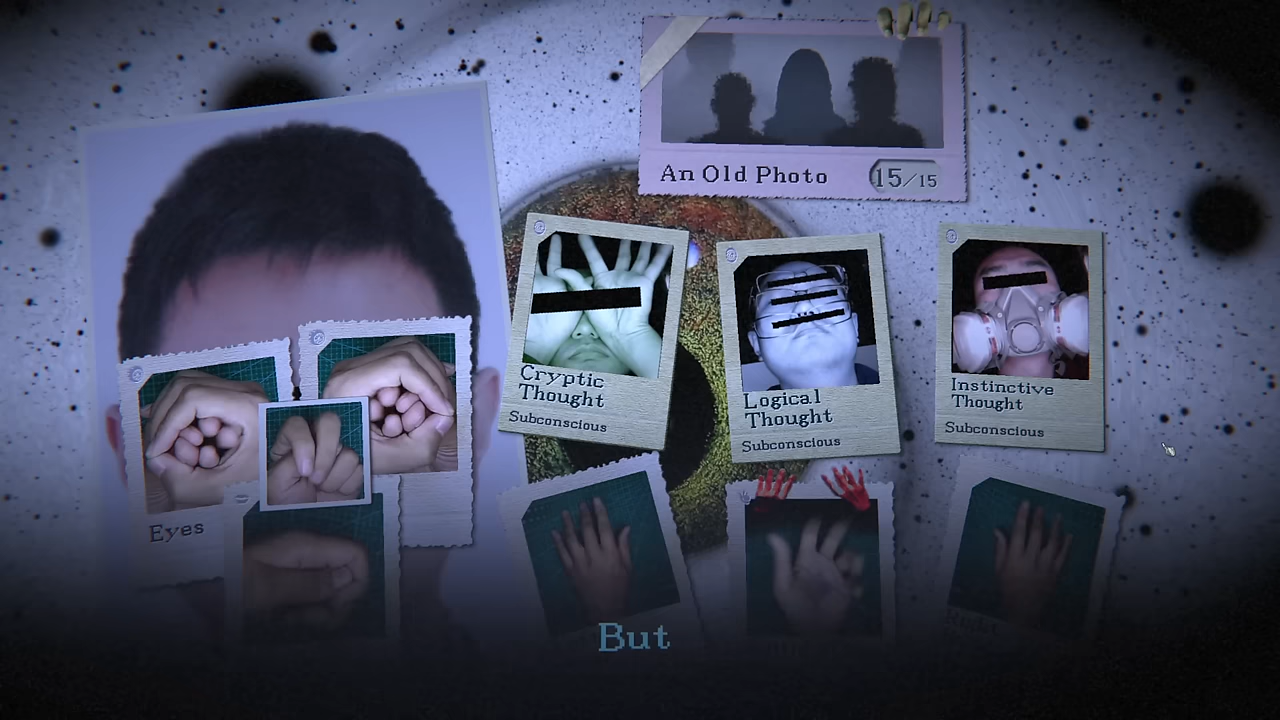 An Old Photo
15/15
Cryptic
Thought
Subconscious
Logical
Thought
Subconscious
Instinctive
Thought
Subconscious
Eyes
But